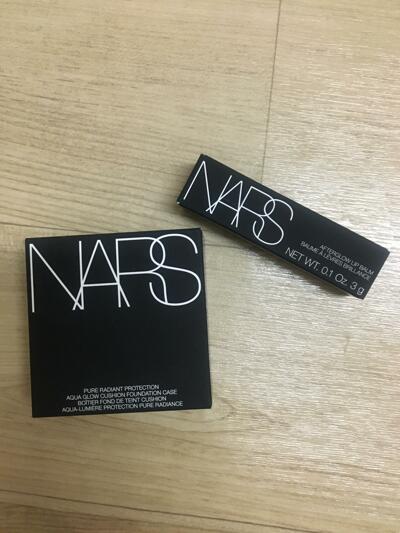 NARS
AFTERGLOW LIP BALM
BAUME À LÈVRES BRILLANCE
NET WT. 0.1 Oz. 3 g
NARS
PURE RADIANT PROTECTION
AQUA GLOW CUSHION FOUNDATION CASE
BOÎTIER FOND DE TEINT CUSHION
AQUA-LUMIÈRE PROTECTION PURE RADIANCE